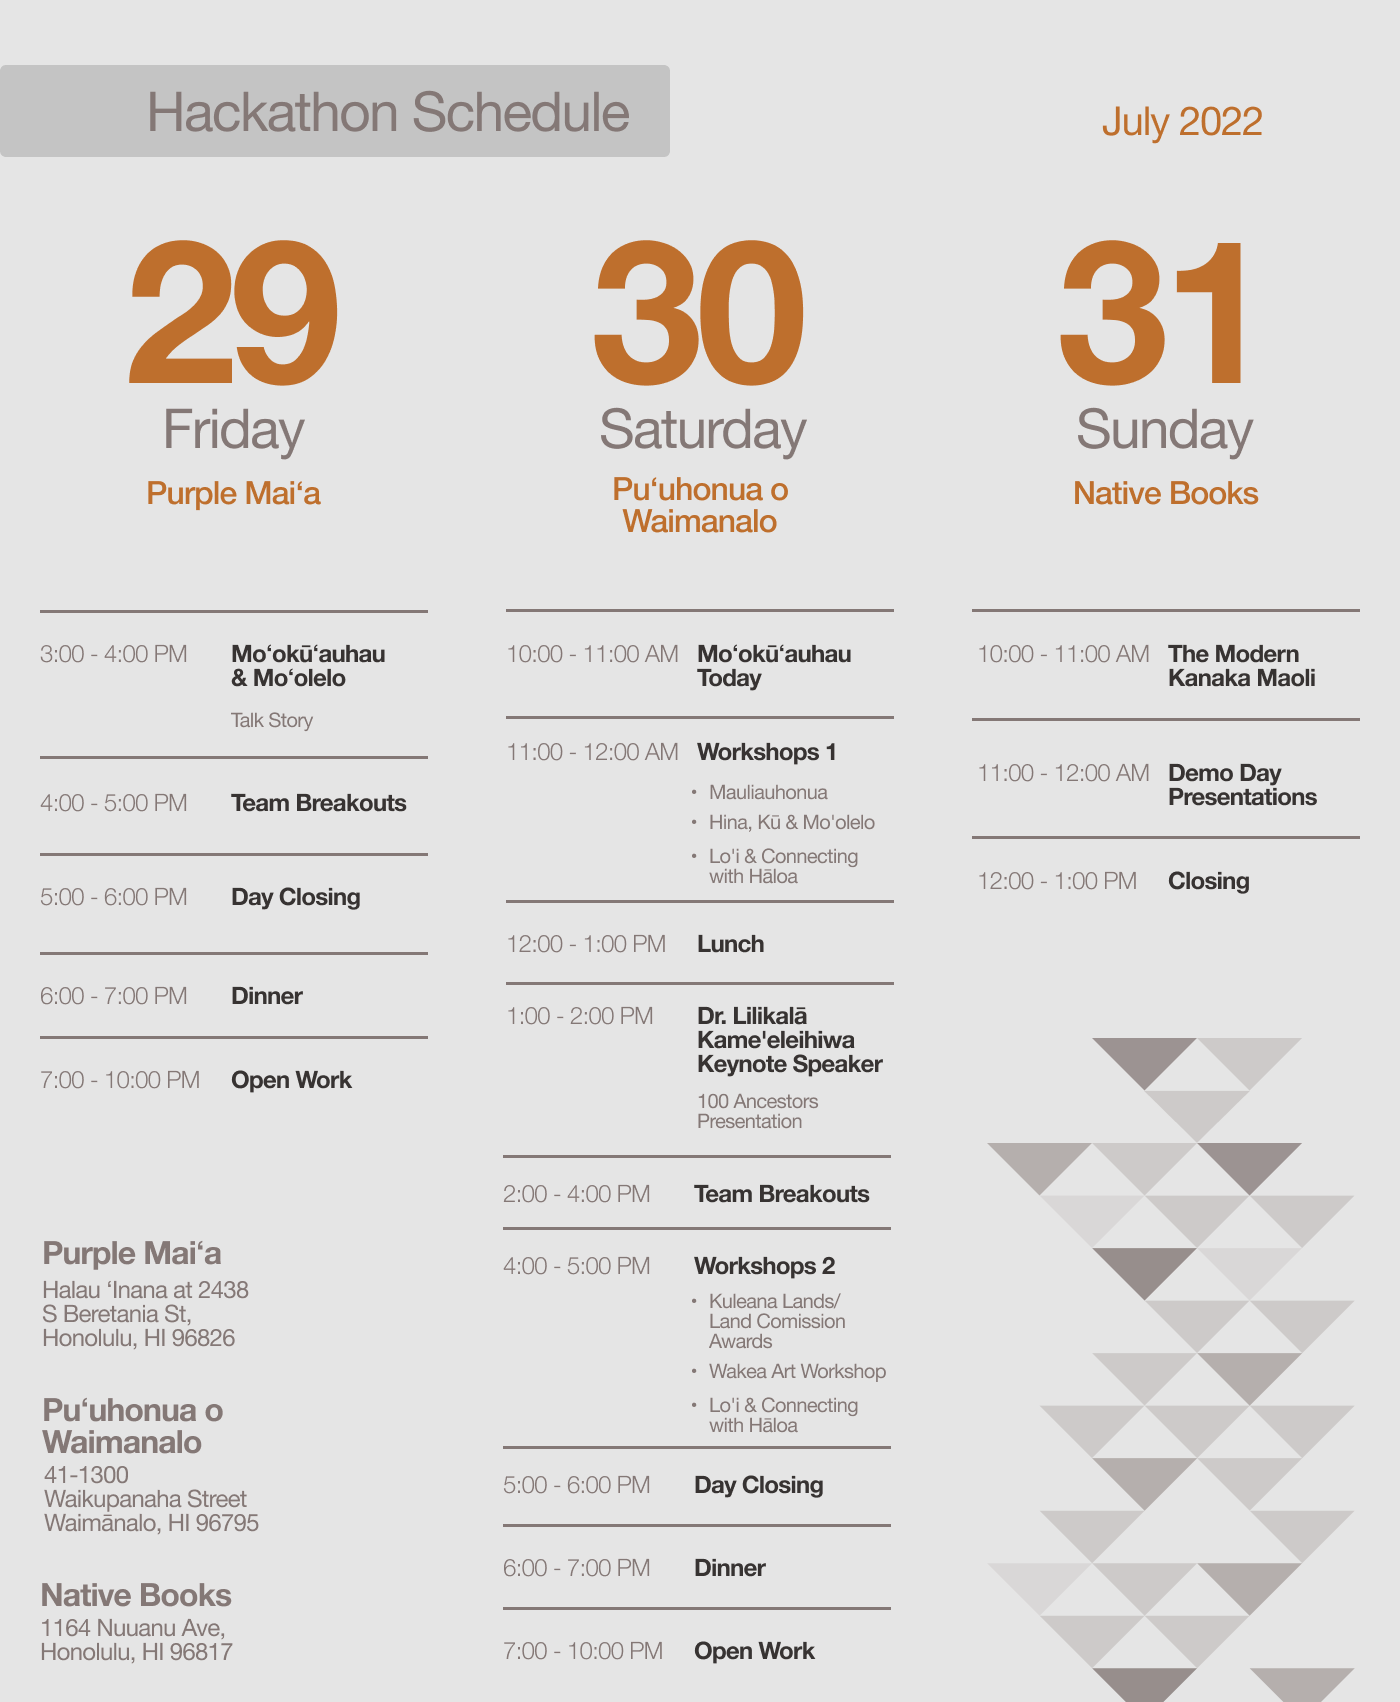 Hackathon Schedule
July 2022
29
Friday
Purple Maiʻa
3:00 - 4:00 PM Moʻokūʻauhau
& Moʻolelo
Talk Story
4:00 - 5:00 PM Team Breakouts
5:00 - 6:00 PM Day Closing
6:00 - 7:00 PM Dinner
7:00 - 10:00 PM Open Work
30
Saturday
Puʻuhonua o
Waimanalo
10:00 - 11:00 AM Moʻokūʻauhau
Today
11:00 - 12:00 AM Workshops 1
• Mauliauhonua
• Hina, Kū & Mo'olelo
• Lo'i & Connecting
with Hāloa
12:00 - 1:00 PM Lunch
1:00 - 2:00 PM Dr. Lilikalā
Kame'eleihiwa
Keynote Speaker
100 Ancestors
Presentation
2:00 - 4:00 PM Team Breakouts
4:00 - 5:00 PM Workshops 2
• Kuleana Lands/
Land Comission
Awards
• Wakea Art Workshop
• Lo'i & Connecting
with Hāloa
5:00 - 6:00 PM Day Closing
6:00 - 7:00 PM Dinner
7:00 - 10:00 PM Open Work
31
Sunday
Native Books
10:00 - 11:00 AM The Modern
Kanaka Maoli
11:00 - 12:00 AM Demo Day
Presentations
12:00 - 1:00 PM Closing
Purple Maiʻa
Halau ʻInana at 2438
S Beretania St,
Honolulu, HI 96826
Puʻuhonua o
Waimanalo
41-1300
Waikupanaha Street
Waimānalo, HI 96795
Native Books
1164 Nuuanu Ave,
Honolulu, HI 96817